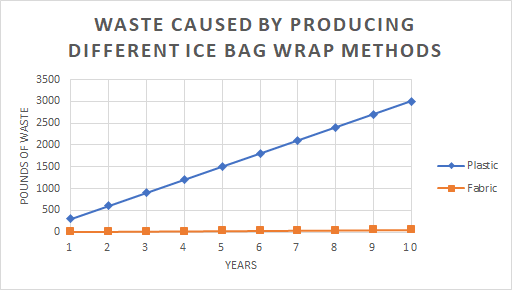 WASTE CAUSED BY PRODUCING
DIFFERENT ICE BAG WRAP METHODS
3500
3000
2500
2000
1500
1000
500
0
POUNDS OF WASTE
1 2 3 4 5 6 7 8 9 10
YEARS
Plastic
Fabric